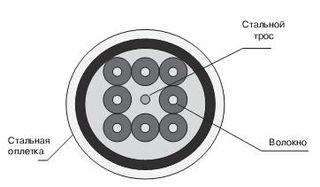 Стальной
трос
Стальная
оплетка
Волокно